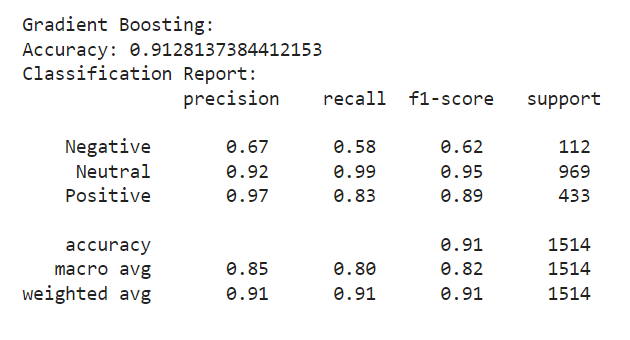 Gradient Boosting:
Accuracy: 0.9128137384412153
Classification Report:
precision recall f1-score support
Negative 0.67 0.58 0.62 112
Neutral 0.92 0.99 0.95 969
Positive 0.97 0.83 0.89 433
accuracy 0.91 1514
macro avg 0.85 0.80 0.82 1514
weighted avg 0.91 0.91 0.91 1514